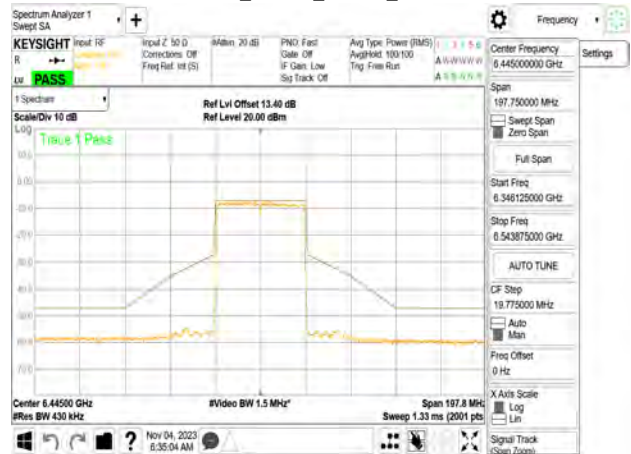 Spectrum Analyzer 1
Swept SA
Frequency
KEYSIGHT
Input: RF
R
LVL PASS
Input Z: 50 Ω
Corrections: Off
Freq Ref: Int (S)
#Atten: 20 dB
PNO: Fast
Gate: Off
IF Gain: Low
Sig Track: Off
Avg Type: Power (RMS)
Avg|Hold: 100/100
Trig: Free Run
Settings
Center Frequency
6.445000000 GHz
Span
197.750000 MHz
Swept Span
Zero Span
Full Span
Start Freq
6.346125000 GHz
Stop Freq
6.543875000 GHz
AUTO TUNE
CF Step
19.775000 MHz
Auto
Man
Freq Offset
0 Hz
X Axis Scale
Log
Lin
Signal Track
(Span Zoom)
1 Spectrum
Scale/Div 10 dB
Ref Lvl Offset 13.40 dB
Ref Level 20.00 dBm
Log
Trace 1 Pass
Center 6.44500 GHz
#Res BW 430 kHz
#Video BW 1.5 MHz*
Span 197.8 MHz
Sweep 1.33 ms (2001 pts
?
Nov 04, 2023
6:35:04 AM